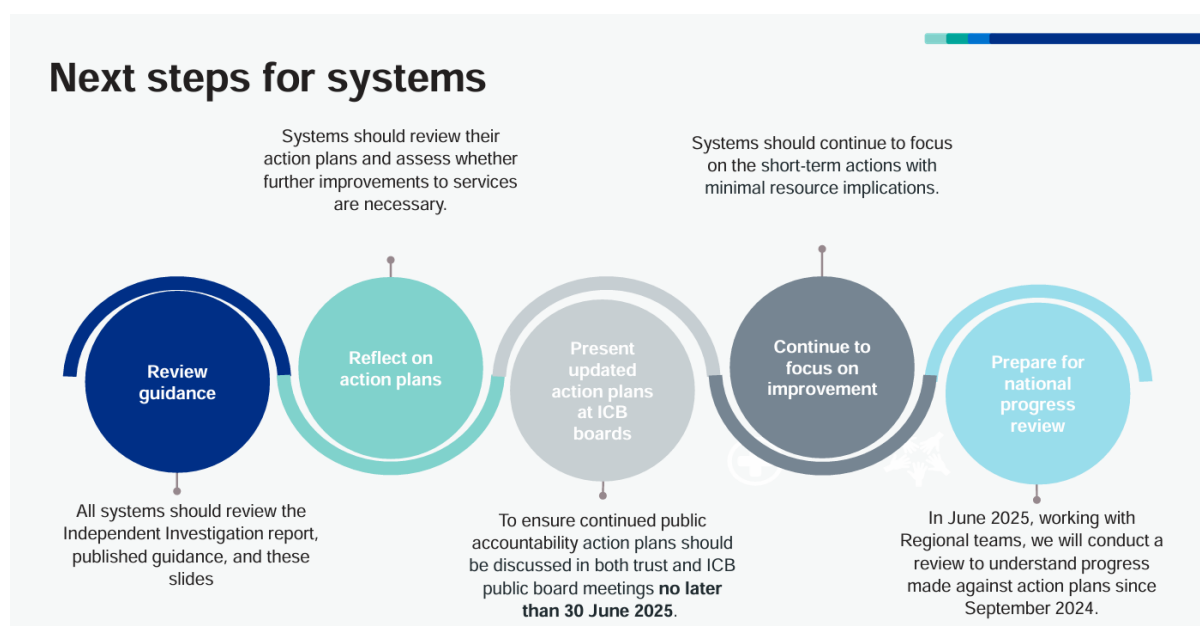 Next steps for systems
Systems should review their
action plans and assess whether
further improvements to services
are necessary.
Systems should continue to focus
on the short-term actions with
minimal resource implications.
Review
guidance
Reflect on
action plans
Present
updated
action plans
at ICB
boards
Continue to
focus on
improvement
Prepare for
national
progress
review
All systems should review the
Independent Investigation report,
published guidance, and these
slides
To ensure continued public
accountability action plans should
be discussed in both trust and ICB
public board meetings no later
than 30 June 2025.
In June 2025, working with
Regional teams, we will conduct a
review to understand progress
made against action plans since
September 2024.